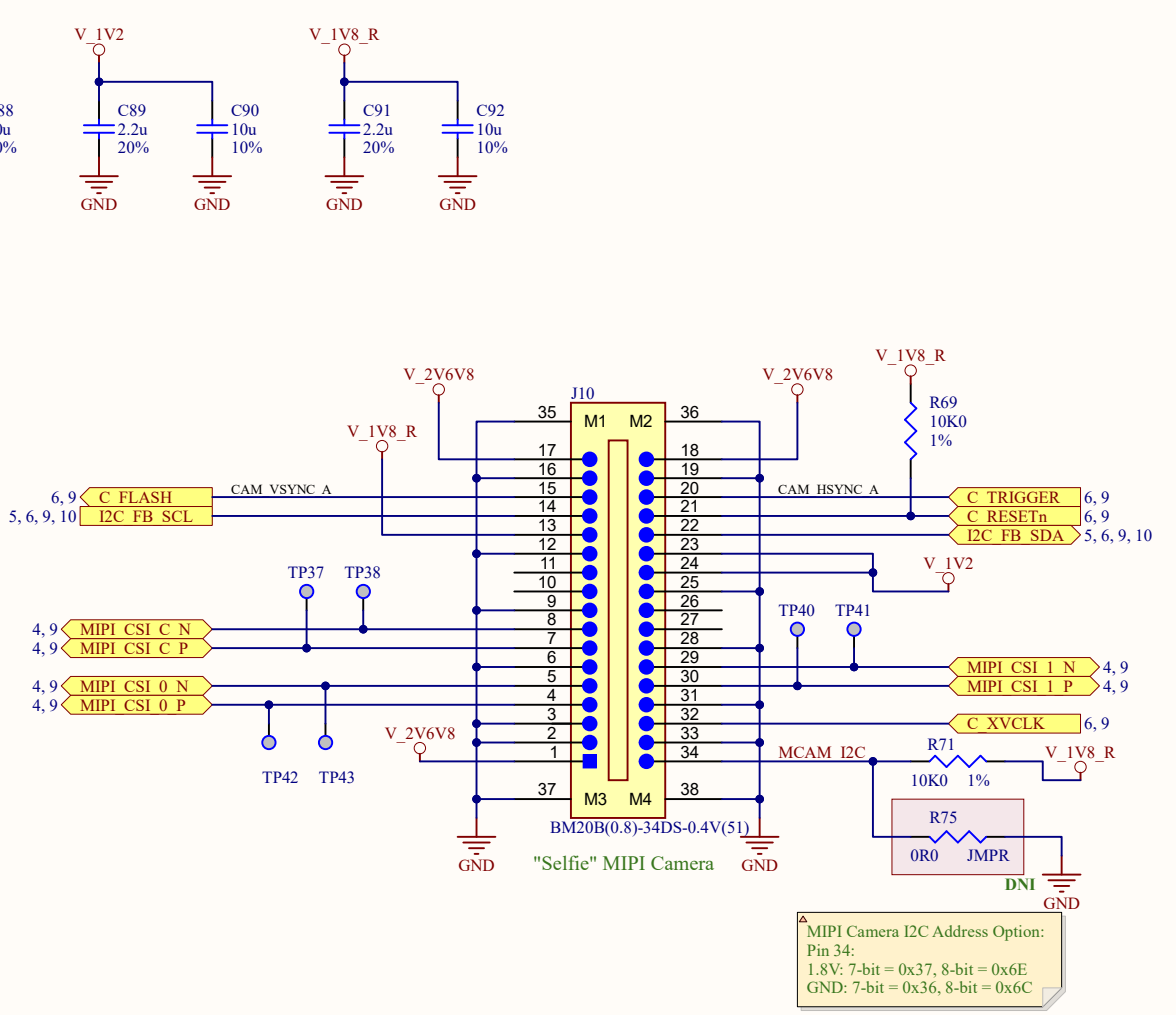 V_1V2
V_1V8_R
88
0u
0%
C89
2.2u
20%
C90
10u
10%
C91
2.2u
20%
C92
10u
10%
GND
GND
GND
GND
V_1V8_R
V_2V6V8
V_2V6V8
J10
R69
10K0
1%
V_1V8_R
35
M1
M2
36
17
18
16
19
6, 9
C_FLASH
CAM_VSYNC_A
15
20
CAM_HSYNC_A
C_TRIGGER
6, 9
5, 6, 9, 10
I2C_FB_SCL
14
21
C_RESETn
6, 9
13
22
I2C_FB_SDA
5, 6, 9, 10
12
23
11
24
V_1V2
TP37
TP38
10
25
9
26
TP40
TP41
4, 9
MIPI_CSI_C_N
8
27
4, 9
MIPI_CSI_C_P
7
28
6
29
MIPI_CSI_1_N
4, 9
4, 9
MIPI_CSI_0_N
5
30
MIPI_CSI_1_P
4, 9
4, 9
MIPI_CSI_0_P
4
31
3
32
C_XVCLK
6, 9
V_2V6V8
2
33
1
34
MCAM_I2C
R71
10K0
1%
V_1V8_R
TP42
TP43
37
M3
M4
38
BM20B(0.8)-34DS-0.4V(51)
R75
0R0
JMPR
GND
"Selfie" MIPI Camera
GND
DNI
GND
MIPI Camera I2C Address Option:
Pin 34:
1.8V: 7-bit = 0x37, 8-bit = 0x6E
GND: 7-bit = 0x36, 8-bit = 0x6C